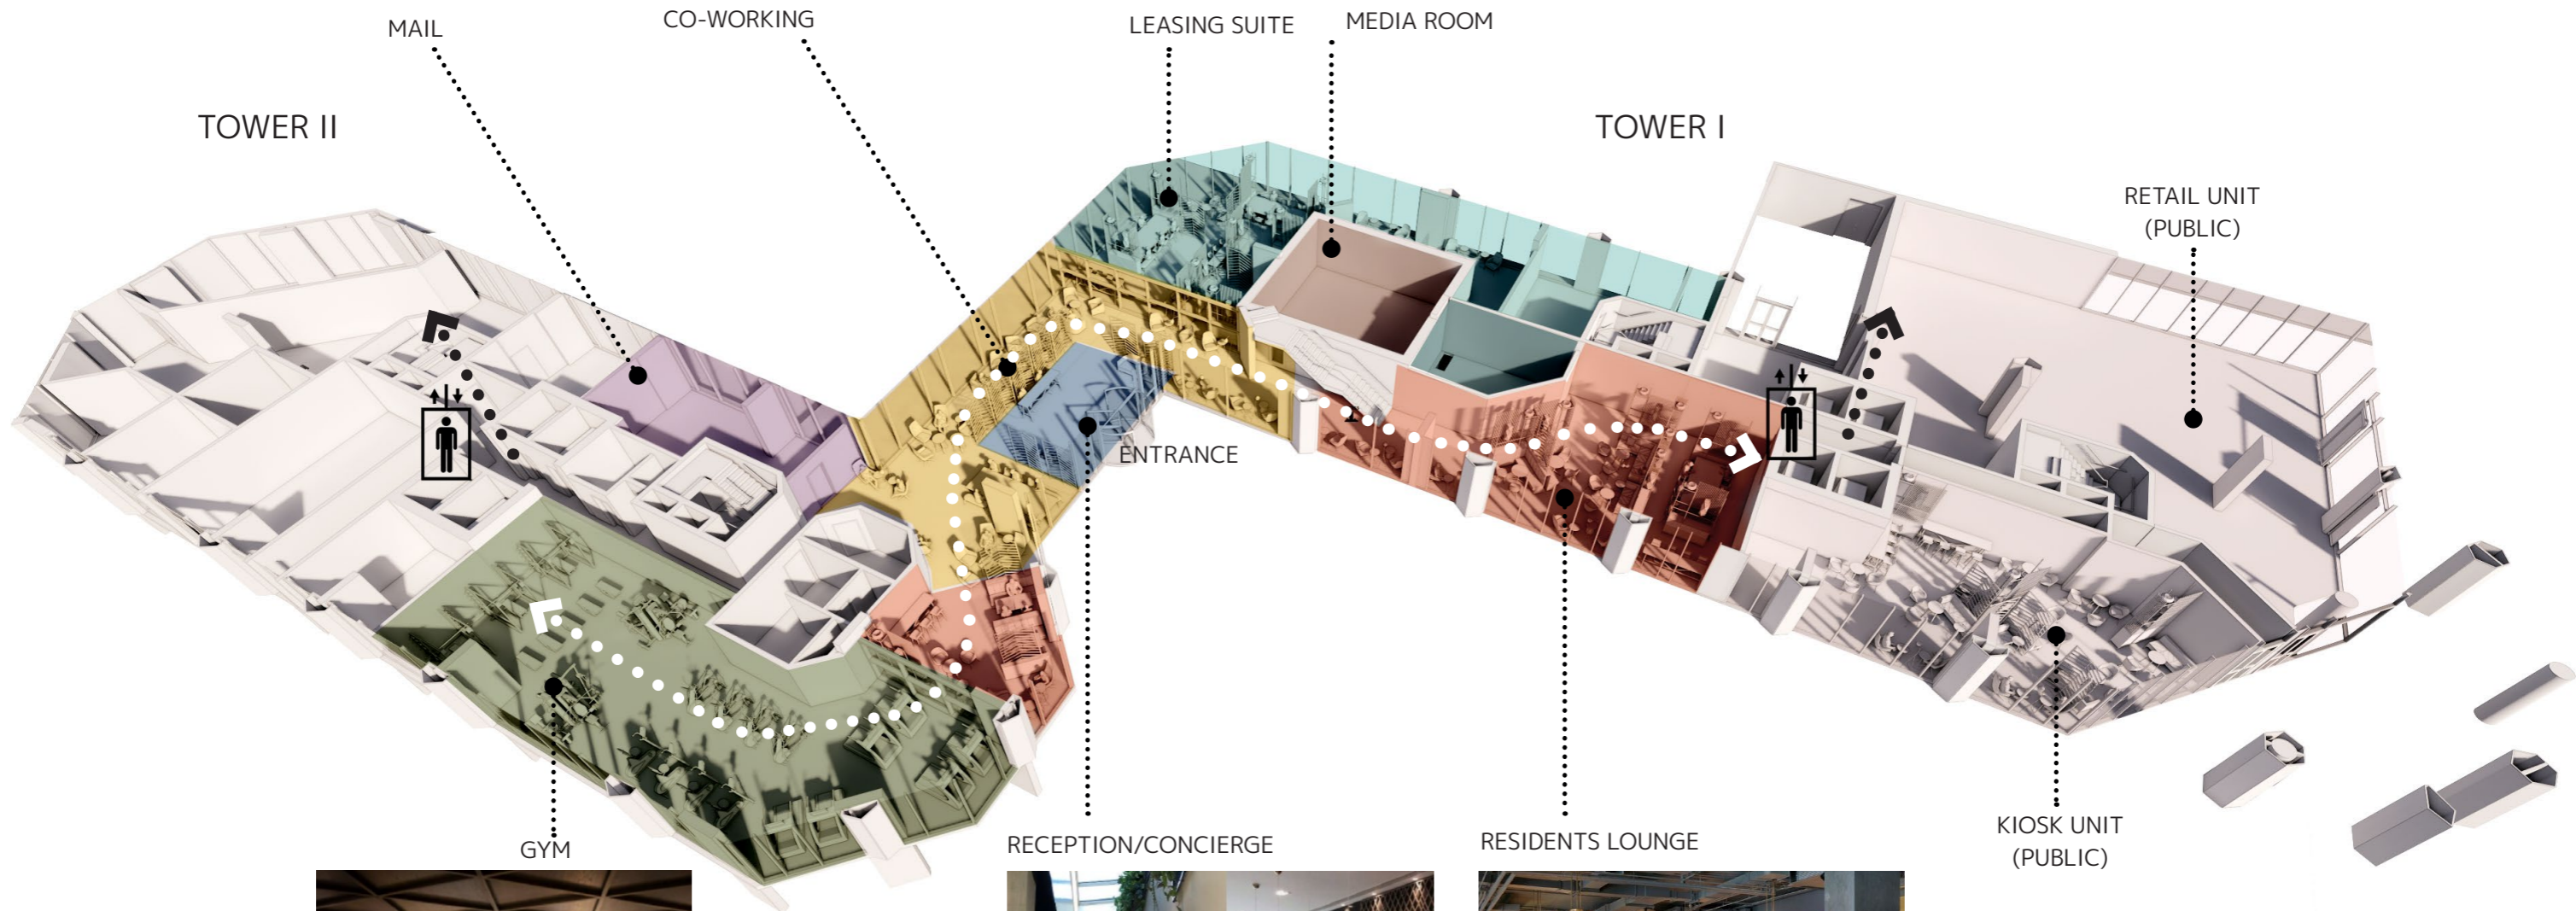 MAIL
CO-WORKING
LEASING SUITE
MEDIA ROOM
TOWER II
TOWER I
RETAIL UNIT
(PUBLIC)
ENTRANCE
GYM
RECEPTION/CONCIERGE
RESIDENTS LOUNGE
KIOSK UNIT
(PUBLIC)